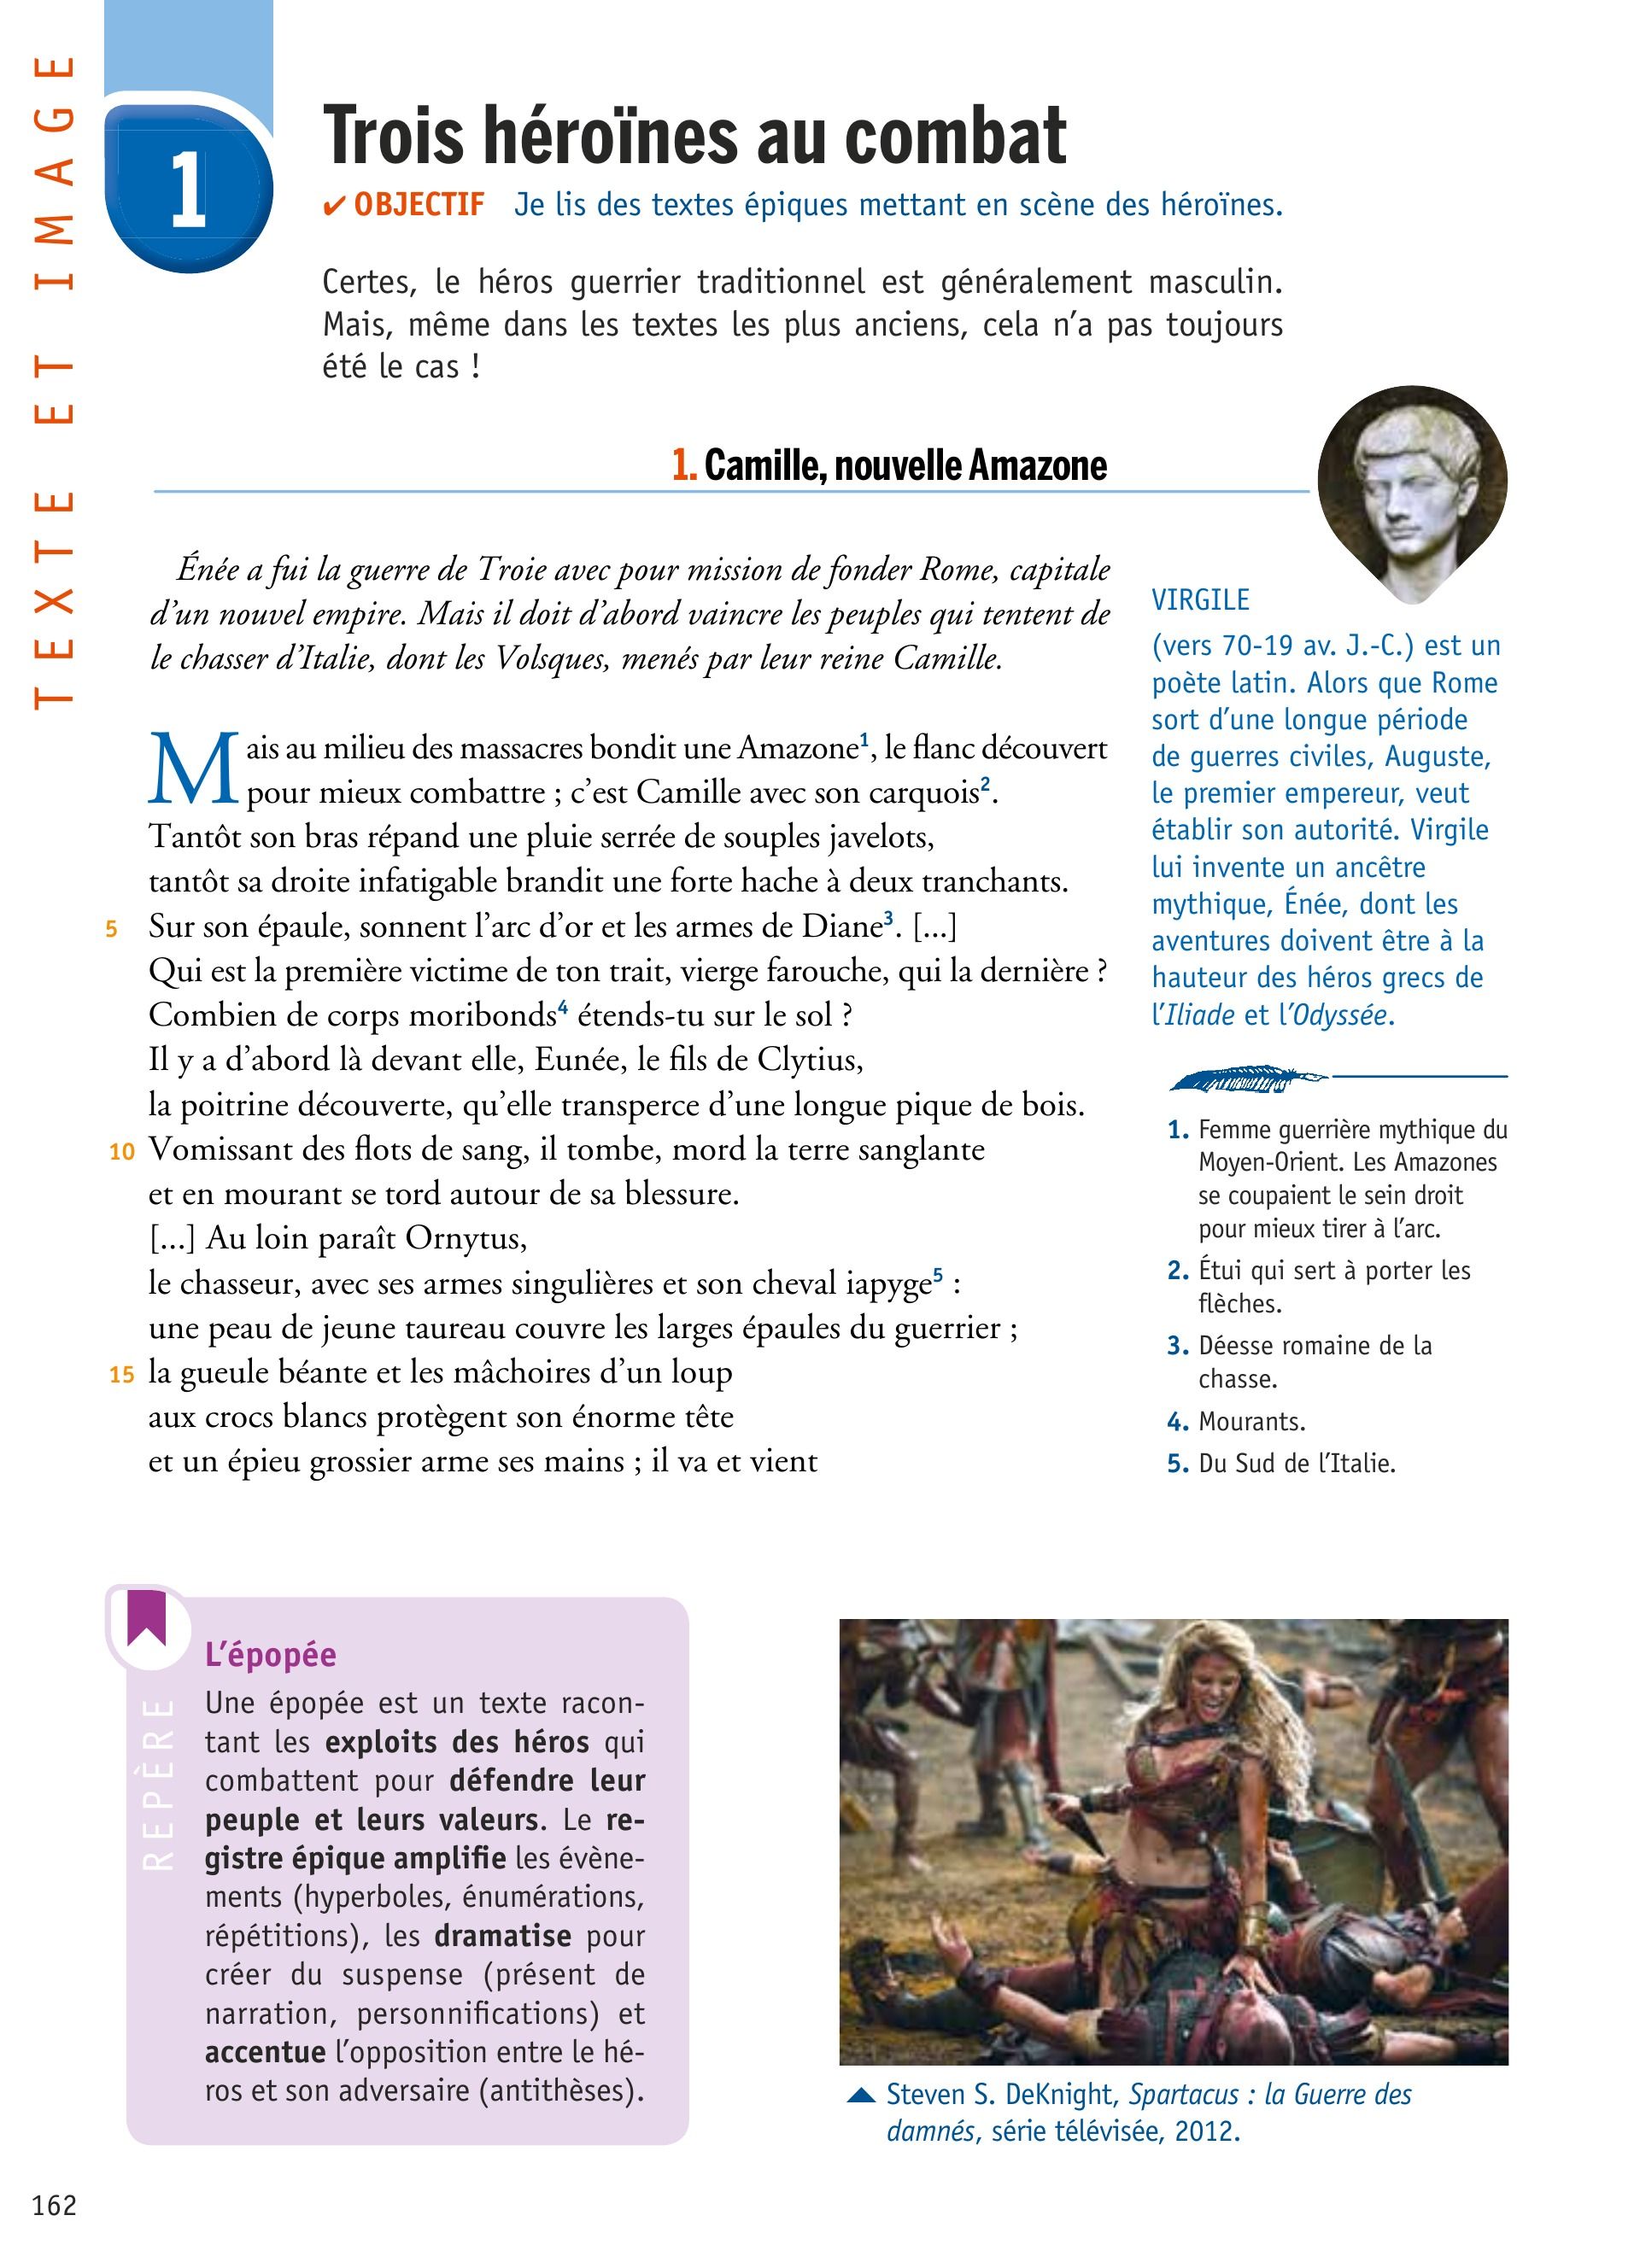 TEXTE ET IMAGE
1
Trois héroïnes au combat
✔ OBJECTIF Je lis des textes épiques mettant en scène des héroïnes.
Certes, le héros guerrier traditionnel est généralement masculin.
Mais, même dans les textes les plus anciens, cela n'a pas toujours
été le cas !
1. Camille, nouvelle Amazone
Énée a fui la guerre de Troie avec pour mission de fonder Rome, capitale
d'un nouvel empire. Mais il doit d'abord vaincre les peuples qui tentent de
le chasser d'Italie, dont les Volsques, menés par leur reine Camille.
Mais au milieu des massacres bondit une Amazone1, le flanc découvert
pour mieux combattre ; c'est Camille avec son carquois2.
Tantôt son bras répand une pluie serrée de souples javelots,
tantôt sa droite infatigable brandit une forte hache à deux tranchants.
5 Sur son épaule, sonnent l'arc d'or et les armes de Diane3. [...]
Qui est la première victime de ton trait, vierge farouche, qui la dernière ?
Combien de corps moribonds4 étends-tu sur le sol ?
Il y a d'abord là devant elle, Eunée, le fils de Clytius,
la poitrine découverte, qu'elle transperce d'une longue pique de bois.
10 Vomissant des flots de sang, il tombe, mord la terre sanglante
et en mourant se tord autour de sa blessure.
[...] Au loin paraît Ornytus,
le chasseur, avec ses armes singulières et son cheval iapyge5 :
une peau de jeune taureau couvre les larges épaules du guerrier ;
15 la gueule béante et les mâchoires d'un loup
aux crocs blancs protègent son énorme tête
et un épieu grossier arme ses mains ; il va et vient
VIRGILE
(vers 70-19 av. J.-C.) est un
poète latin. Alors que Rome
sort d'une longue période
de guerres civiles, Auguste,
le premier empereur, veut
établir son autorité. Virgile
lui invente un ancêtre
mythique, Énée, dont les
aventures doivent être à la
hauteur des héros grecs de
l'Iliade et l'Odyssée.
1. Femme guerrière mythique du
Moyen-Orient. Les Amazones
se coupaient le sein droit
pour mieux tirer à l'arc.
2. Étui qui sert à porter les
flèches.
3. Déesse romaine de la
chasse.
4. Mourants.
5. Du Sud de l'Italie.
REPÈRE
L'épopée
Une épopée est un texte racon-
tant les exploits des héros qui
combattent pour défendre leur
peuple et leurs valeurs. Le re-
gistre épique amplifie les évène-
ments (hyperboles, énumérations,
répétitions), les dramatise pour
créer du suspense (présent de
narration, personnifications) et
accentue l'opposition entre le hé-
ros et son adversaire (antithèses).
Steven S. DeKnight, Spartacus : la Guerre des
damnés, série télévisée, 2012.
162